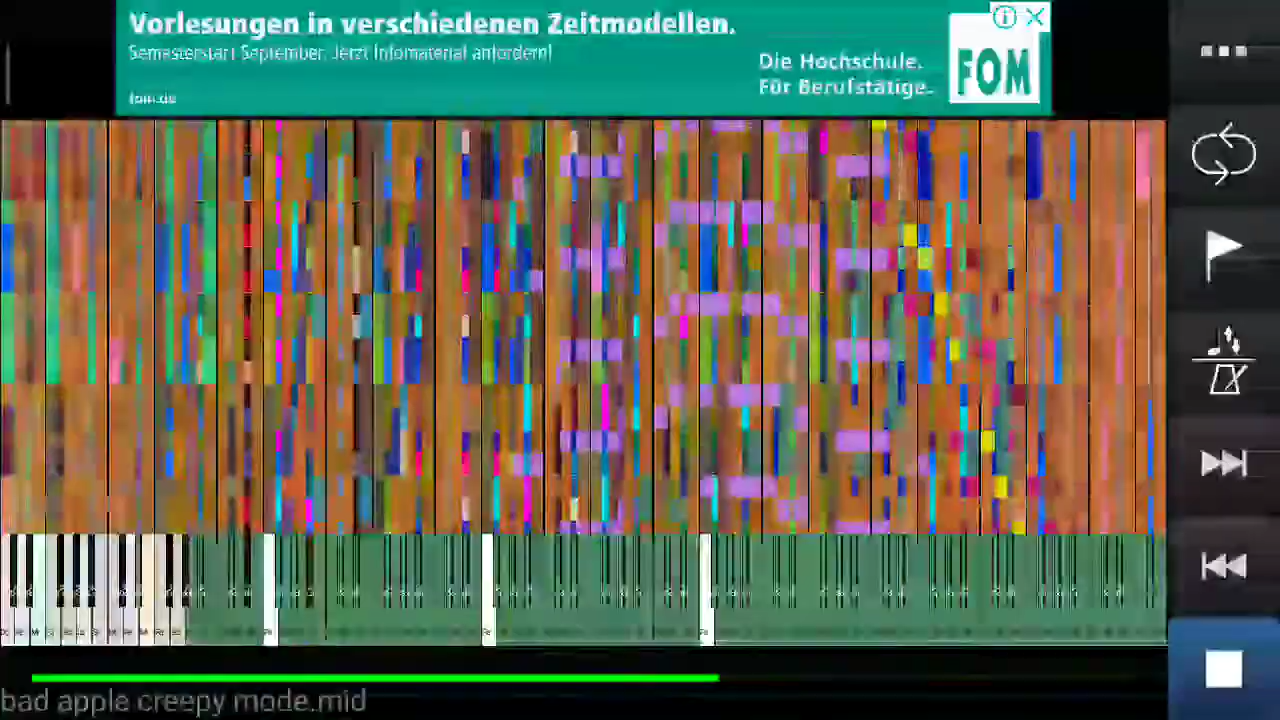 Vorlesungen in verschiedenen Zeitmodellen.
Semesterstart September. Jetzt Infomaterial anfordern!
Die Hochschule.
Für Berufstätige.
FOM
fom.de
bad apple creepy mode.mid